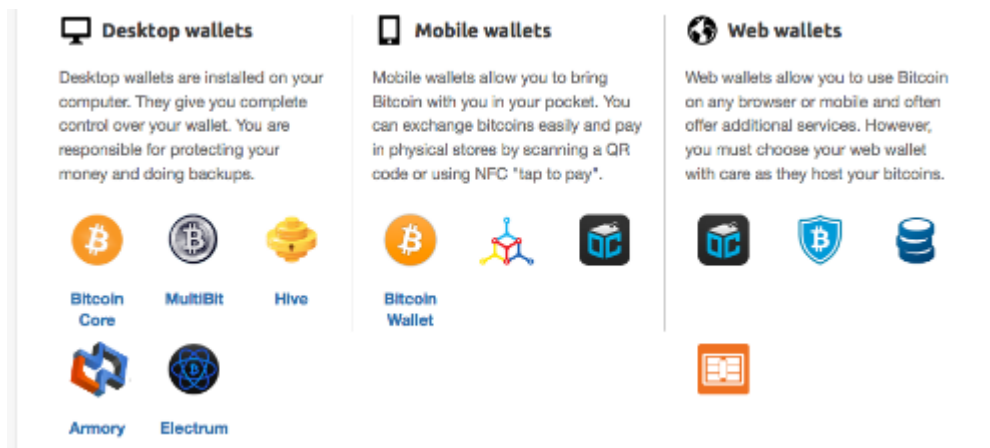 Desktop wallets
Desktop wallets are installed on your
computer. They give you complete
control over your wallet. You are
responsible for protecting your
money and doing backups.
Bitcoin
Core
MultiBit
Hive
Armory
Electrum
Mobile wallets
Mobile wallets allow you to bring
Bitcoin with you in your pocket. You
can exchange bitcoins easily and pay
in physical stores by scanning a QR
code or using NFC "tap to pay".
Bitcoin
Wallet
Web wallets
Web wallets allow you to use Bitcoin
on any browser or mobile and often
offer additional services. However,
you must choose your web wallet
with care as they host your bitcoins.